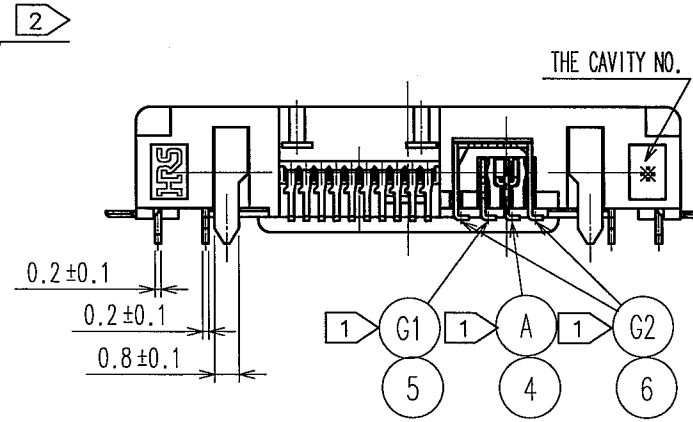 2
THE CAVITY NO.
HRS
0.2±0.1
0.2±0.1
0.8±0.1
1 G1
1 A
1 G2
5
4
6